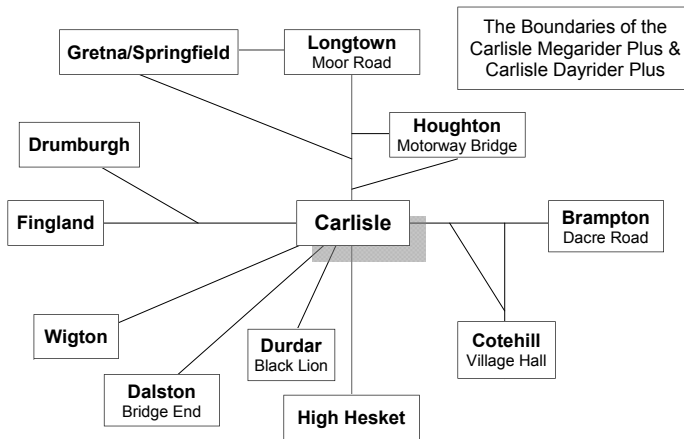 The Boundaries of the
Carlisle Megarider Plus &
Carlisle Dayrider Plus
Gretna/Springfield
Longtown
Moor Road
Houghton
Motorway Bridge
Drumburgh
Fingland
Carlisle
Brampton
Dacre Road
Wigton
Durdar
Black Lion
Cotehill
Village Hall
Dalston
Bridge End
High Hesket